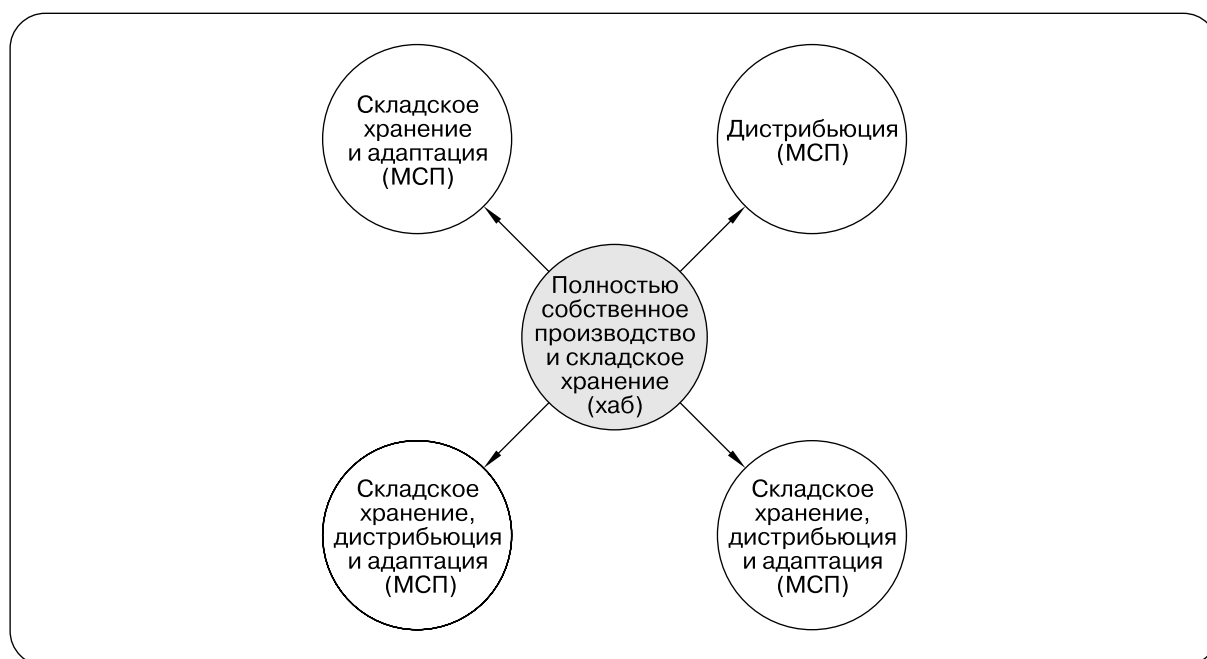 Складское
хранение
и адаптация
(МСП)
Дистрибьюция
(МСП)
Полностью
собственное
производство
и складское
хранение
(хаб)
Складское
хранение,
дистрибьюция
и адаптация
(МСП)
Складское
хранение,
дистрибьюция
и адаптация
(МСП)